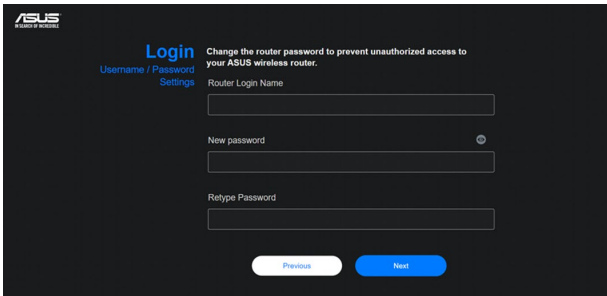 ASUS
IN SEARCH OF INCREDIBLE
Login
Username / Password
Settings
Change the router password to prevent unauthorized access to
your ASUS wireless router.
Router Login Name
New password
Retype Password
Previous
Next